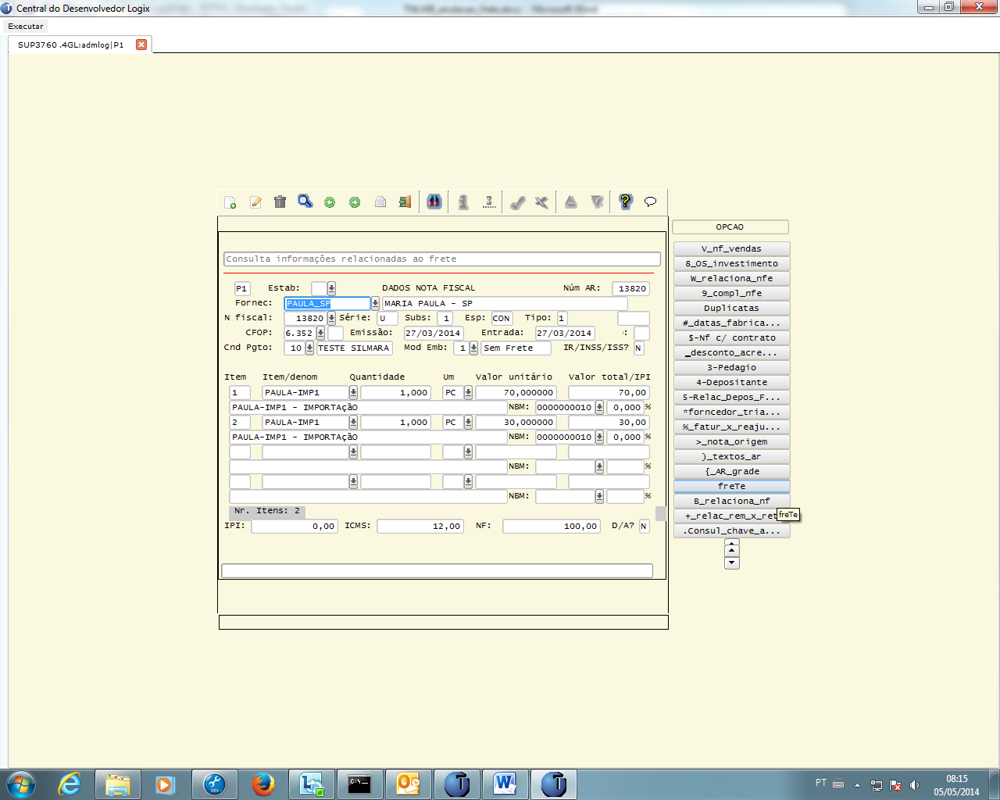 Central do Desenvolvedor Logix
Executar
SUP3760 .4GL:admlog|P1
OPCAO
Consulta informações relacionadas ao frete
P1 Estab: DADOS NOTA FISCAL Núm AR: 13820
Fornec: PAULA_SP MARIA PAULA - SP
N fiscal: 13820 Série: U Subs: 1 Esp: CON Tipo: 1
CFOP: 6.352 Emissão: 27/03/2014 Entrada: 27/03/2014 :
Cnd Pgto: 10 TESTE SILMARA Mod Emb: 1 Sem Frete IR/INSS/ISS? N
Item Item/denom Quantidade Um Valor unitário Valor total/IPI
1 PAULA-IMP1 1,000 PC 70,000000 70,00
PAULA-IMP1 - IMPORTAçãO NBM: 0000000010 0,000 %
2 PAULA-IMP1 1,000 PC 30,000000 30,00
PAULA-IMP1 - IMPORTAçãO NBM: 0000000010 0,000 %
NBM: %
NBM: %
Nr. Itens: 2
IPI: 0,00 ICMS: 12,00 NF: 100,00 D/A? N
V_nf_vendas
8_OS_investimento
W_relaciona_nfe
9_compl_nfe
Duplicatas
#_datas_fabrica...
$-Nf c/ contrato
_desconto_acre...
3-Pedagio
4-Depositante
5-Relac_Depos_F...
*forncedor_tria...
%_fatur_x_reaju...
>_nota_origem
)_textos_ar
{_AR_grade
freTe
B_relaciona_nf
+_relac_rem_x_ret
freTe
.Consul_chave_a...
PT
08:15
05/05/2014